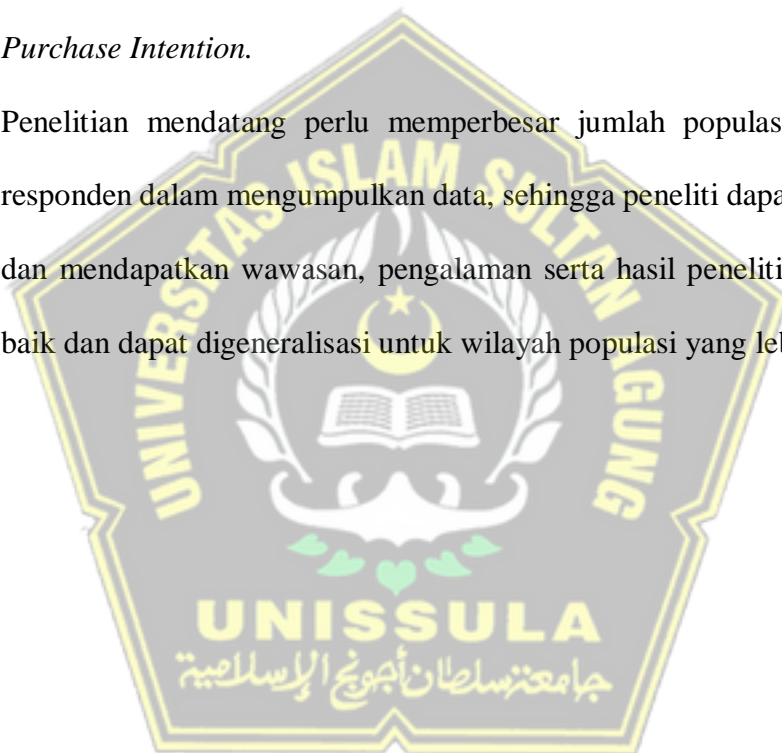 Purchase Intention.
Penelitian mendatang perlu memperbesar jumlah populas
responden dalam mengumpulkan data, sehingga peneliti dapa
dan mendapatkan wawasan, pengalaman serta hasil peneliti
baik dan dapat digeneralisasi untuk wilayah populasi yang le
UNIVERSITAS ISLAM SULTAN AGUNG
UNISSULA
جامعة سلطان أجونج الإسلامية